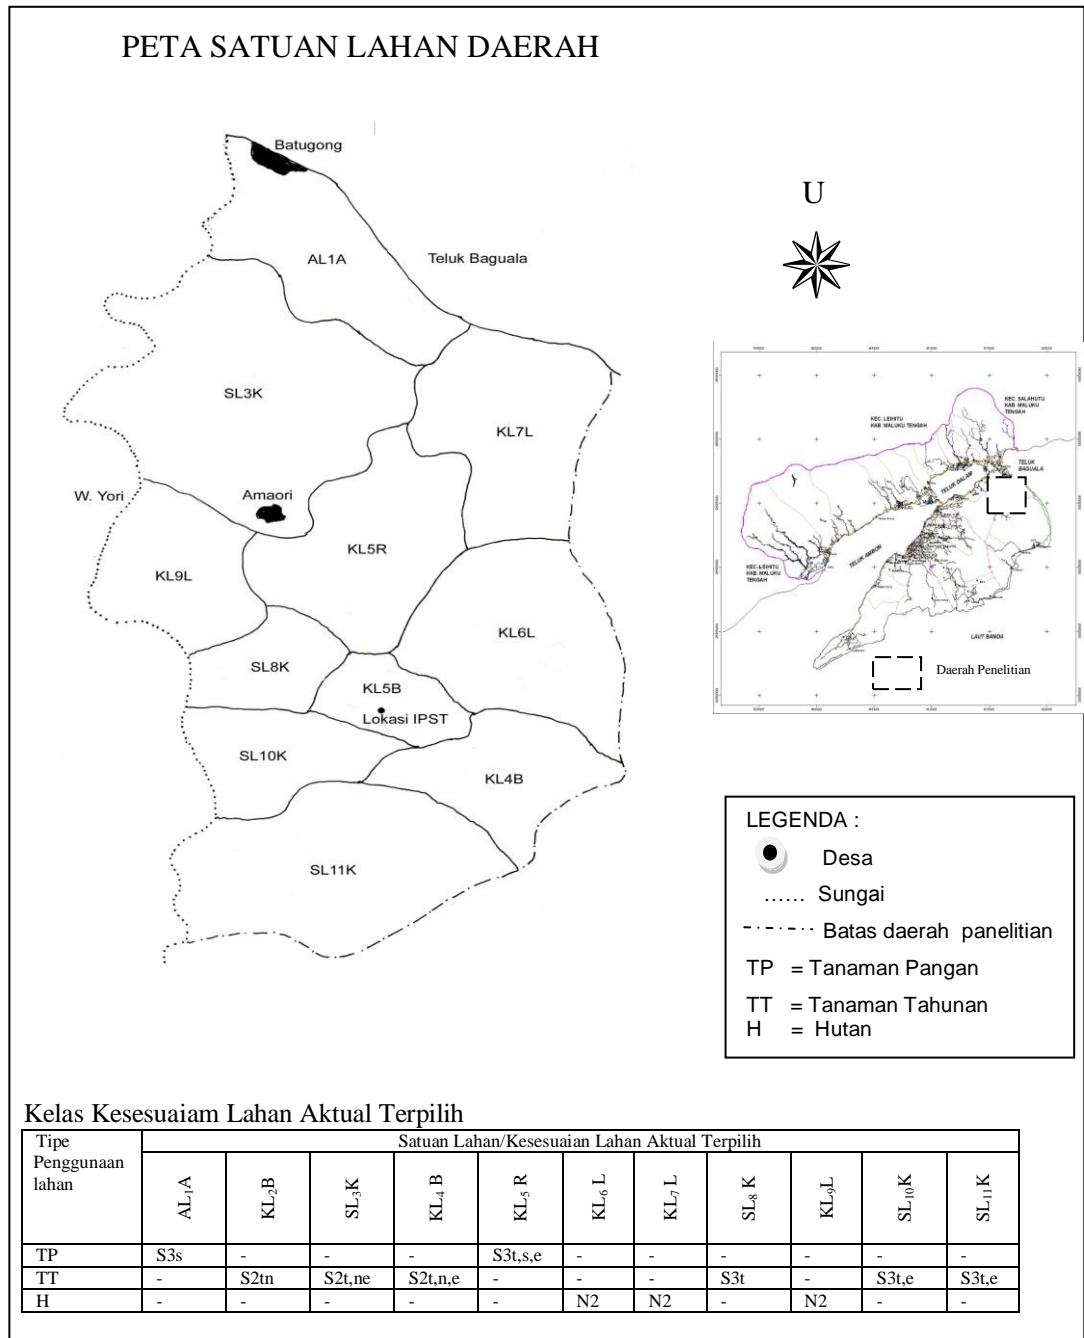 PETA SATUAN LAHAN DAERAH
Batugong
AL1A
Teluk Baguala
SL3K
KL7L
W. Yori
Amaori
KL5R
KL9L
KL6L
SL8K
KL5B
Lokasi IPST
SL10K
KL4B
SL11K
U
KEC. SALAHUTU
KAB. MALUKU
TENGAH
KEC. LEIHITU
KAB. MALUKU TENGAH
TELUK
BAGUALA
TELUK DALAM
TELUK AMBON
KEC. LEIHITU
KAB. MALUKU
TENGAH
LAUT BANDA
Daerah Penelitian
LEGENDA :
Desa
...... Sungai
Batas daerah panelitian
TP = Tanaman Pangan
TT = Tanaman Tahunan
H = Hutan
Kelas Kesesuaiam Lahan Aktual Terpilih
Tipe Penggunaan lahan
Satuan Lahan/Kesesuaian Lahan Aktual Terpilih
AL₁A KL₂B SL₃K KL₄ B KL₅ R KL₆ L KL₇ L SL₈ K KL₉L SL₁₀K SL₁₁K
TP S3s - - - S3t,s,e - - - - - -
TT - S2tn S2t,ne S2t,n,e - - - S3t - S3t,e S3t,e
H - - - - - N2 N2 - N2 - -